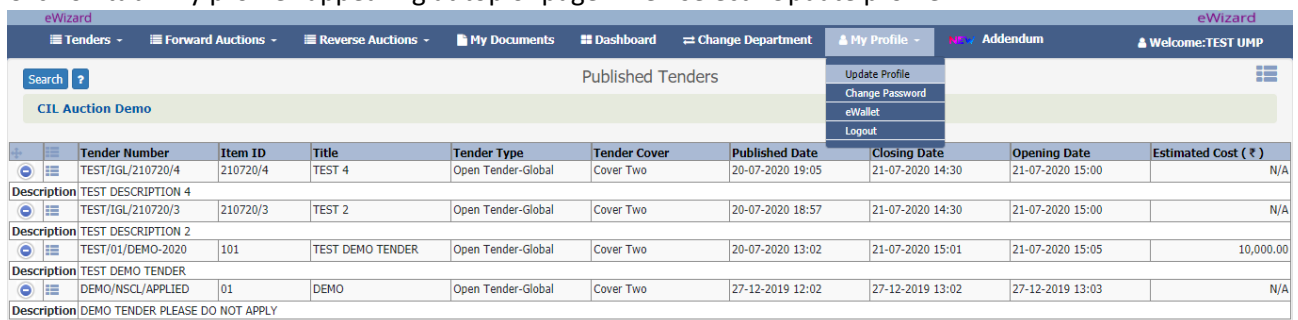 eWizard eWizard
Tenders Forward Auctions Reverse Auctions My Documents Dashboard Change Department My Profile NEW Addendum Welcome:TEST UMP
Search ? Published Tenders
Update Profile
Change Password
eWallet
Logout
CIL Auction Demo
Tender Number Item ID Title Tender Type Tender Cover Published Date Closing Date Opening Date Estimated Cost ( ₹ )
TEST/IGL/210720/4 210720/4 TEST 4 Open Tender-Global Cover Two 20-07-2020 19:05 21-07-2020 14:30 21-07-2020 15:00 N/A
Description TEST DESCRIPTION 4
TEST/IGL/210720/3 210720/3 TEST 2 Open Tender-Global Cover Two 20-07-2020 18:57 21-07-2020 14:30 21-07-2020 15:00 N/A
Description TEST DESCRIPTION 2
TEST/01/DEMO-2020 101 TEST DEMO TENDER Open Tender-Global Cover Two 20-07-2020 13:02 21-07-2020 15:01 21-07-2020 15:05 10,000.00
Description TEST DEMO TENDER
DEMO/NSCL/APPLIED 01 DEMO Open Tender-Global Cover Two 27-12-2019 12:02 27-12-2019 13:02 27-12-2019 13:03 N/A
Description DEMO TENDER PLEASE DO NOT APPLY